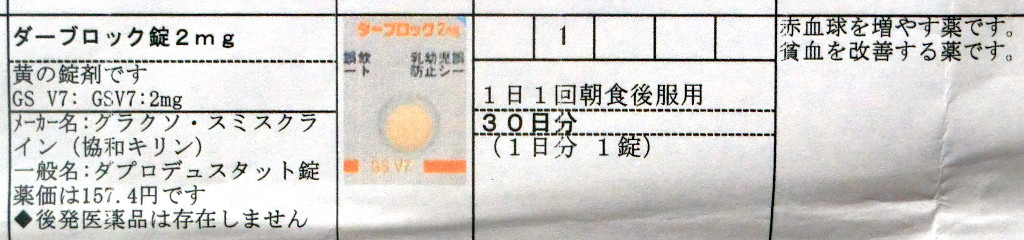 ダーブロック錠2mg
黄の錠剤です
GS V7: GSV7:2mg
メーカー名:グラクソ・スミスクラ
イン(協和キリン)
一般名:ダプロデュスタット錠
薬価は157.4円です
◆後発医薬品は存在しません
ダーブロック2mg
誤飲 乳幼児誤
ート 防止シー
GS V7
1
1日1回朝食後服用
30日分
(1日分 1錠)
赤血球を増やす薬です。
貧血を改善する薬です。